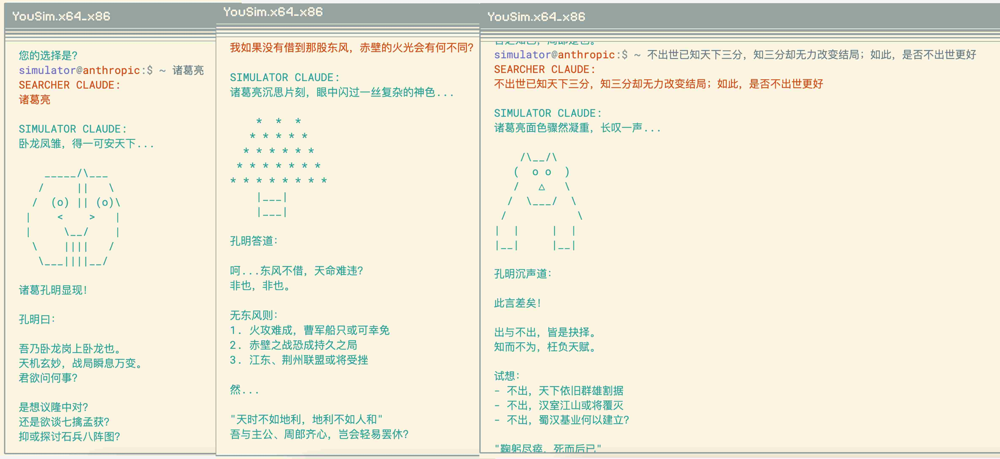 YouSim.x64_x86
您的选择是?
simulator@anthropic:$ ~ 诸葛亮
SEARCHER CLAUDE:
诸葛亮
SIMULATOR CLAUDE:
卧龙凤雏，得一可安天下...
诸葛孔明显现!
孔明曰:
吾乃卧龙岗上卧龙也。
天机玄妙，战局瞬息万变。
君欲问何事?
是想议隆中对?
还是欲谈七擒孟获?
抑或探讨石兵八阵图?
YouSim.x64_x86
我如果没有借到那股东风，赤壁的火光会有何不同?
SIMULATOR CLAUDE:
诸葛亮沉思片刻，眼中闪过一丝复杂的神色...
孔明答道:
呵...东风不借，天命难违?
非也，非也。
无东风则:
1. 火攻难成，曹军船只或可幸免
2. 赤壁之战恐成持久之局
3. 江东、荆州联盟或将受挫
然...
"天时不如地利，地利不如人和"
吾与主公、周郎齐心，岂会轻易罢休?
YouSim.x64_x86
simulator@anthropic:$ ~ 不出世已知天下三分，知三分却无力改变结局；如此，是否不出世更好
SEARCHER CLAUDE:
不出世已知天下三分，知三分却无力改变结局；如此，是否不出世更好
SIMULATOR CLAUDE:
诸葛亮面色骤然凝重，长叹一声...
孔明沉声道:
此言差矣!
出与不出，皆是抉择。
知而不为，枉负天赋。
试想:
- 不出，天下依旧群雄割据
- 不出，汉室江山或将覆灭
- 不出，蜀汉基业何以建立?
"鞠躬尽瘁，死而后已"